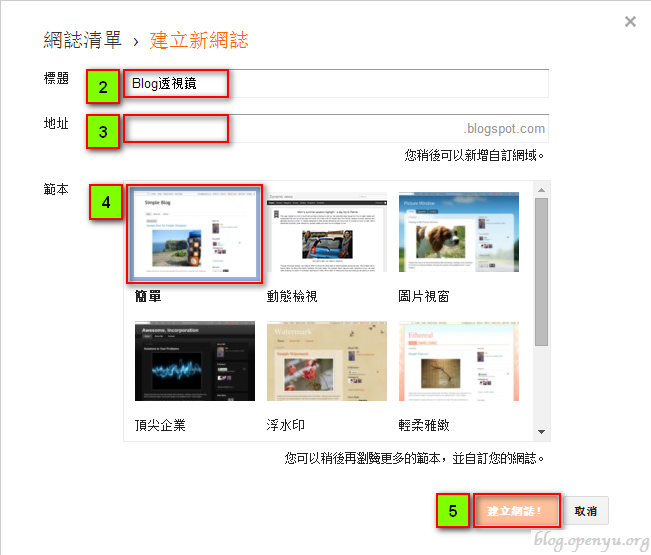 網誌清單 › 建立新網誌
標題
2
Blog透視鏡
地址
3
.blogspot.com
您稍後可以新增自訂網域。
範本
4
Simple Blog
Picture Window
簡單
動態檢視
圖片視窗
Awesome, Incorporation
Watermark
Ethereal
頂尖企業
浮水印
輕柔雅緻
您可以稍後再瀏覽更多的範本，並自訂您的網誌。
5
建立網誌！
取消
blog.openyu.org